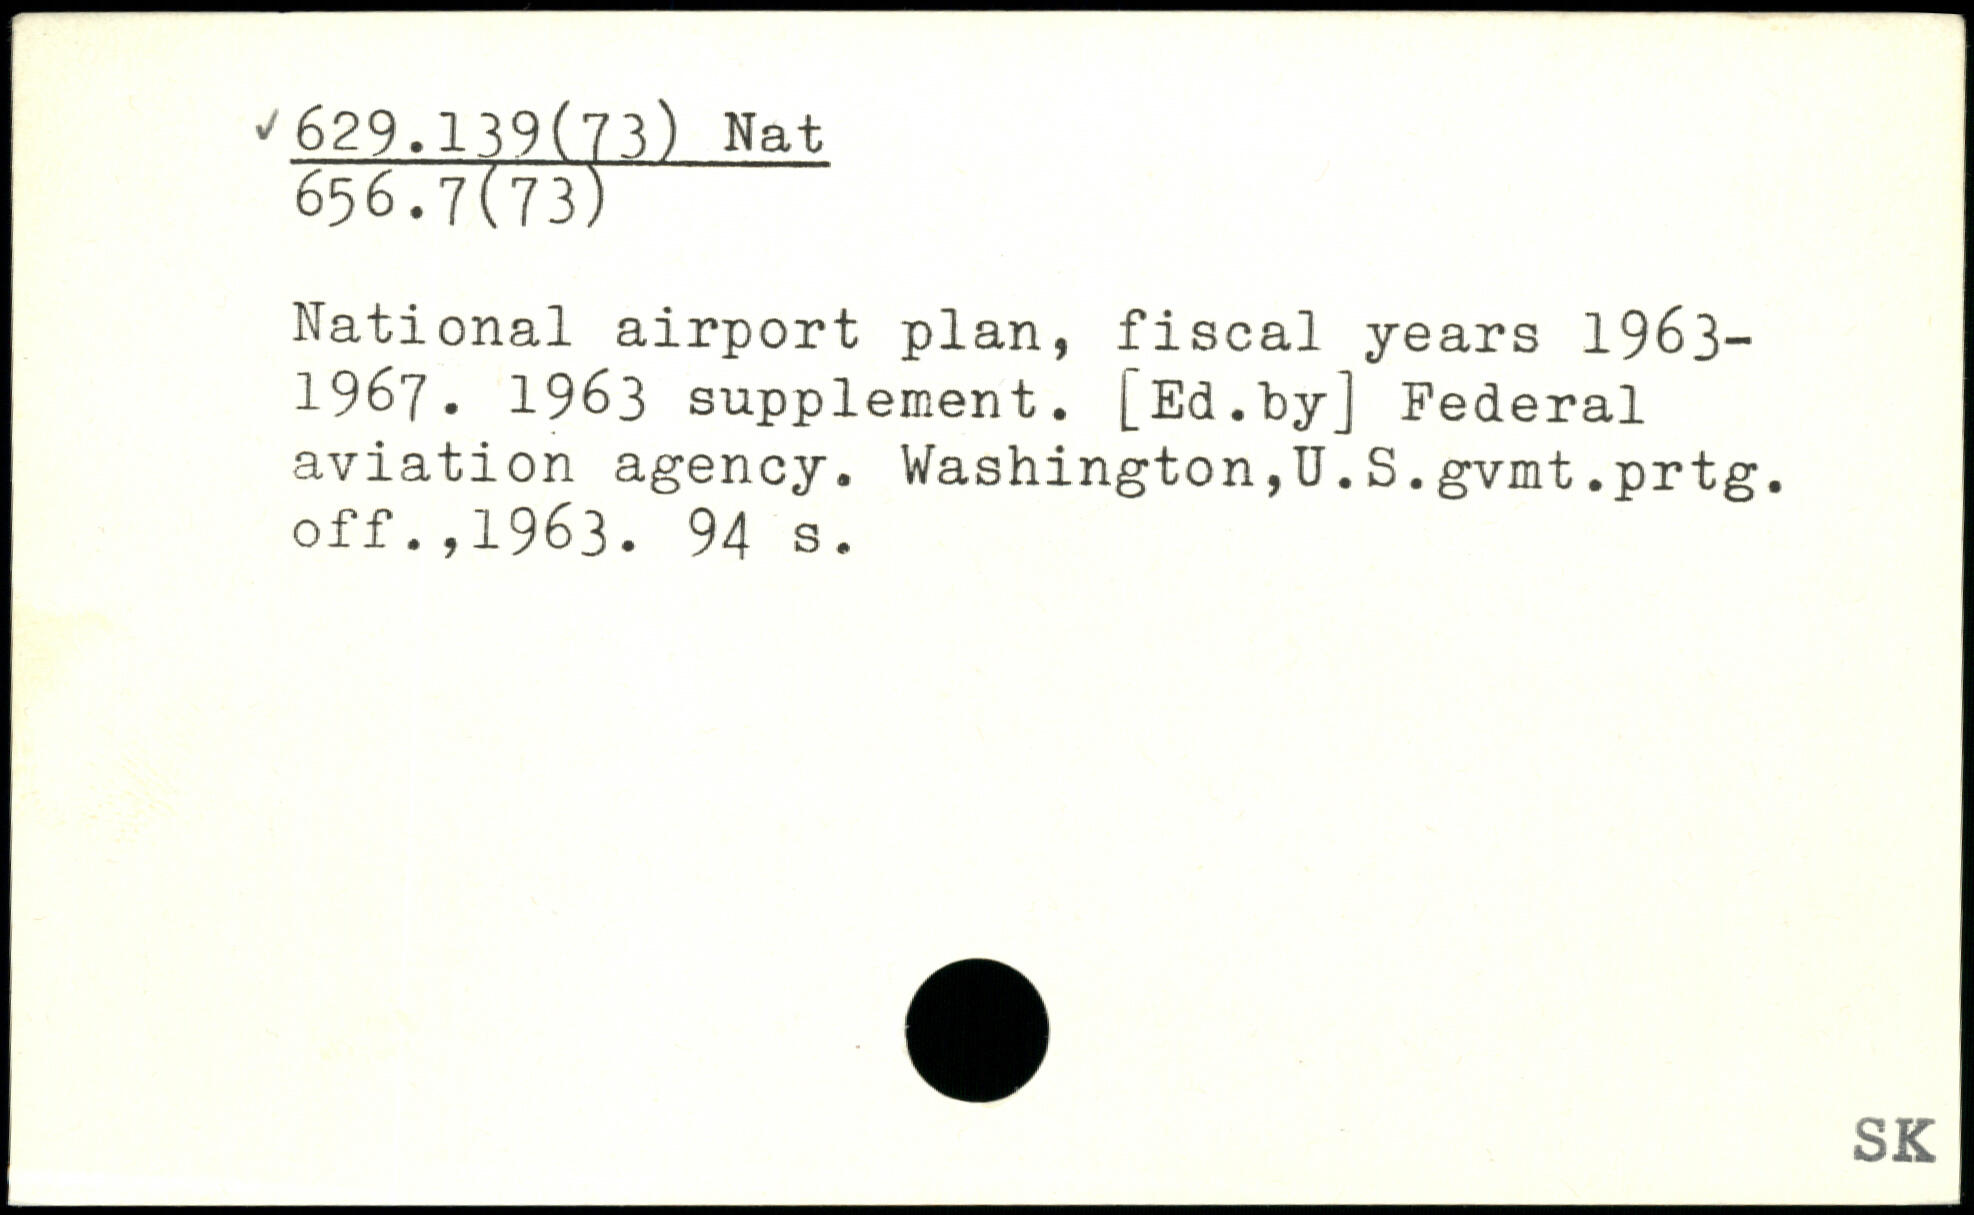 ✓ 629.139(73) Nat
656.7(73)
National airport plan, fiscal years 1963-
1967. 1963 supplement. [Ed.by] Federal
aviation agency. Washington,U.S.gvmt.prtg.
off.,1963. 94 s.
SK